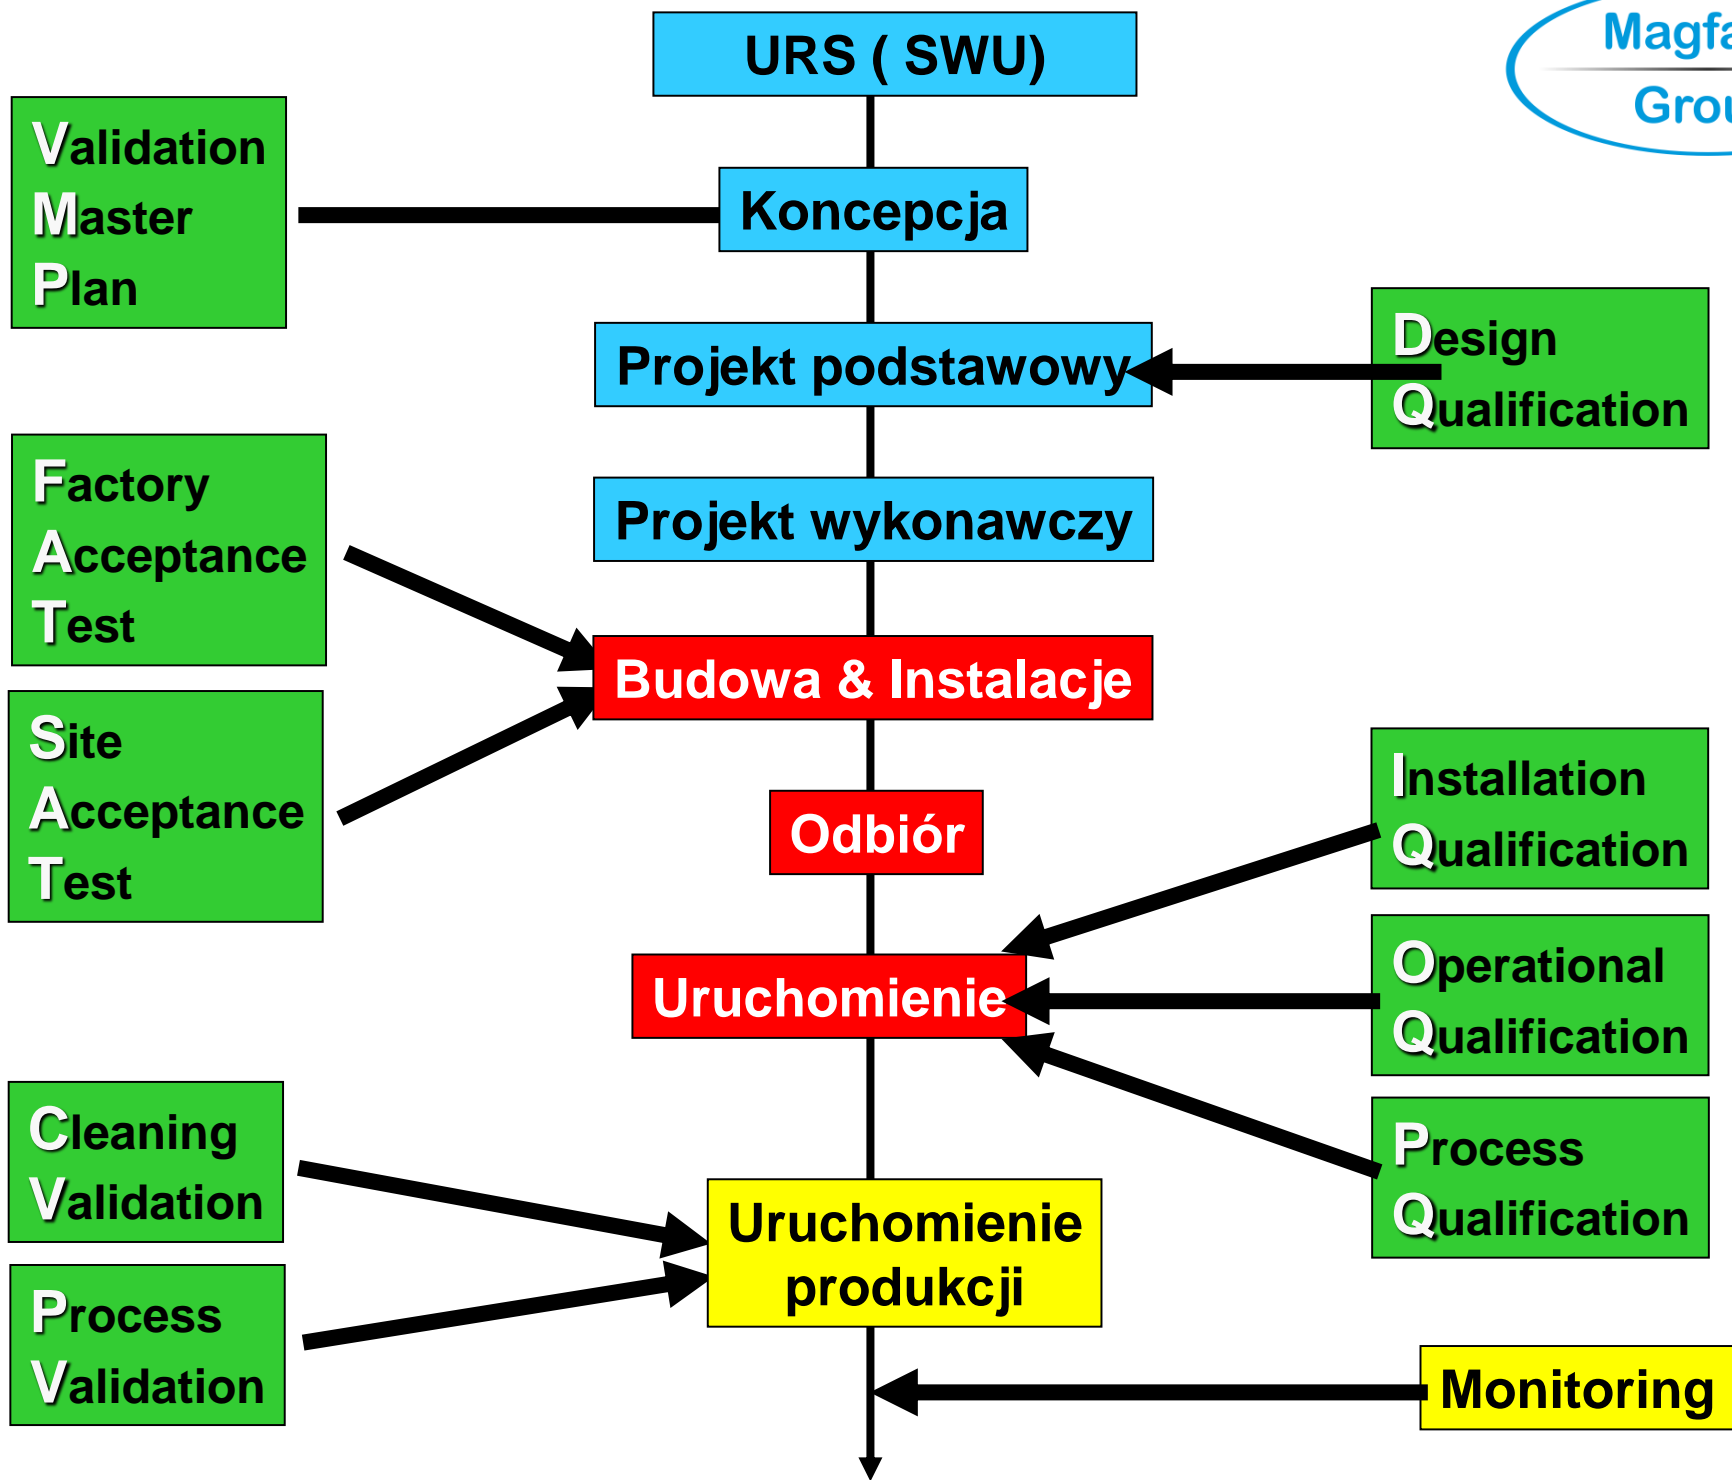 URS ( SWU)
Validation
Master
Plan
Koncepcja
Projekt podstawowy
Design
Qualification
Factory
Acceptance
Test
Projekt wykonawczy
Budowa & Instalacje
Site
Acceptance
Test
Odbiór
Installation
Qualification
Uruchomienie
Operational
Qualification
Process
Qualification
Cleaning
Validation
Process
Validation
Uruchomienie
produkcji
Monitoring